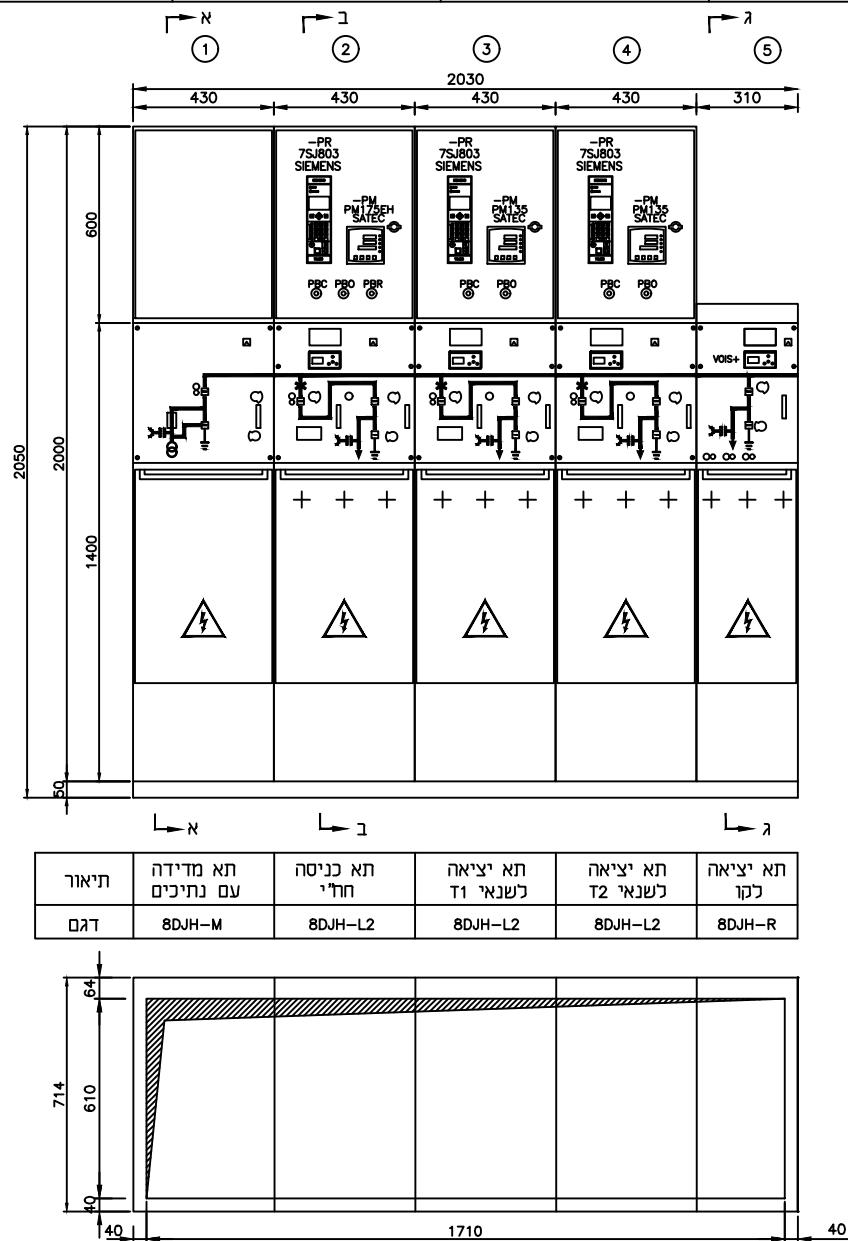 א ב ג
1 2 3 4 5
2030
430 430 430 430 310
-PR
7SJ803
SIEMENS
-PM
PM175EH
SATEC
PBC PBO PBR
-PR
7SJ803
SIEMENS
-PM
PM135
SATEC
PBC PBO
-PR
7SJ803
SIEMENS
-PM
PM135
SATEC
PBC PBO
VOIS+
600
1400
2000
50
2050
א ב ג
תיאור
תא מדידה
עם נתיכים
תא כניסה
חח"י
תא יציאה
לשנאי T1
תא יציאה
לשנאי T2
תא יציאה
לקו
דגם
8DJH-M
8DJH-L2
8DJH-L2
8DJH-L2
8DJH-R
64
610
714
40
40 1710 40